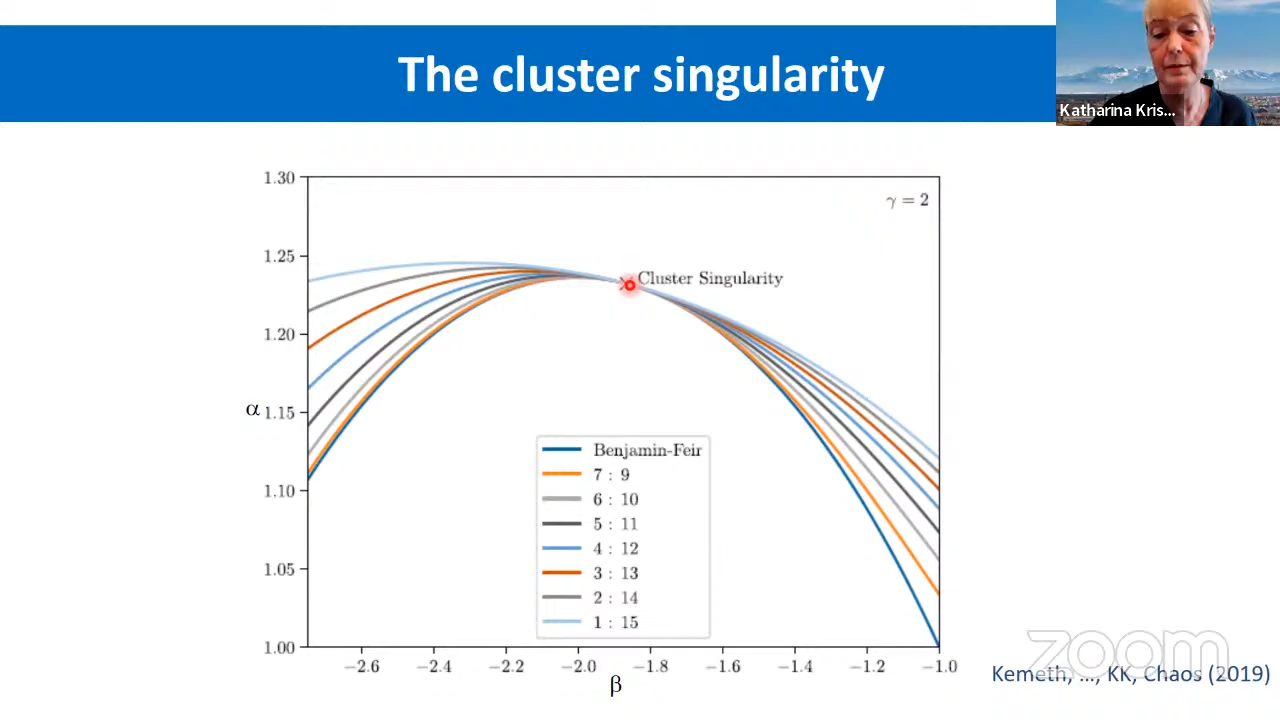 The cluster singularity
Katharina Kris...
1.30
1.25
1.20
1.15
1.10
1.05
1.00
α
γ = 2
Cluster Singularity
Benjamin-Feir
7 : 9
6 : 10
5 : 11
4 : 12
3 : 13
2 : 14
1 : 15
−2.6 −2.4 −2.2 −2.0 −1.8 −1.6 −1.4 −1.2 −1.0
β
zoom
Kemeth, ..., KK, Chaos (2019)